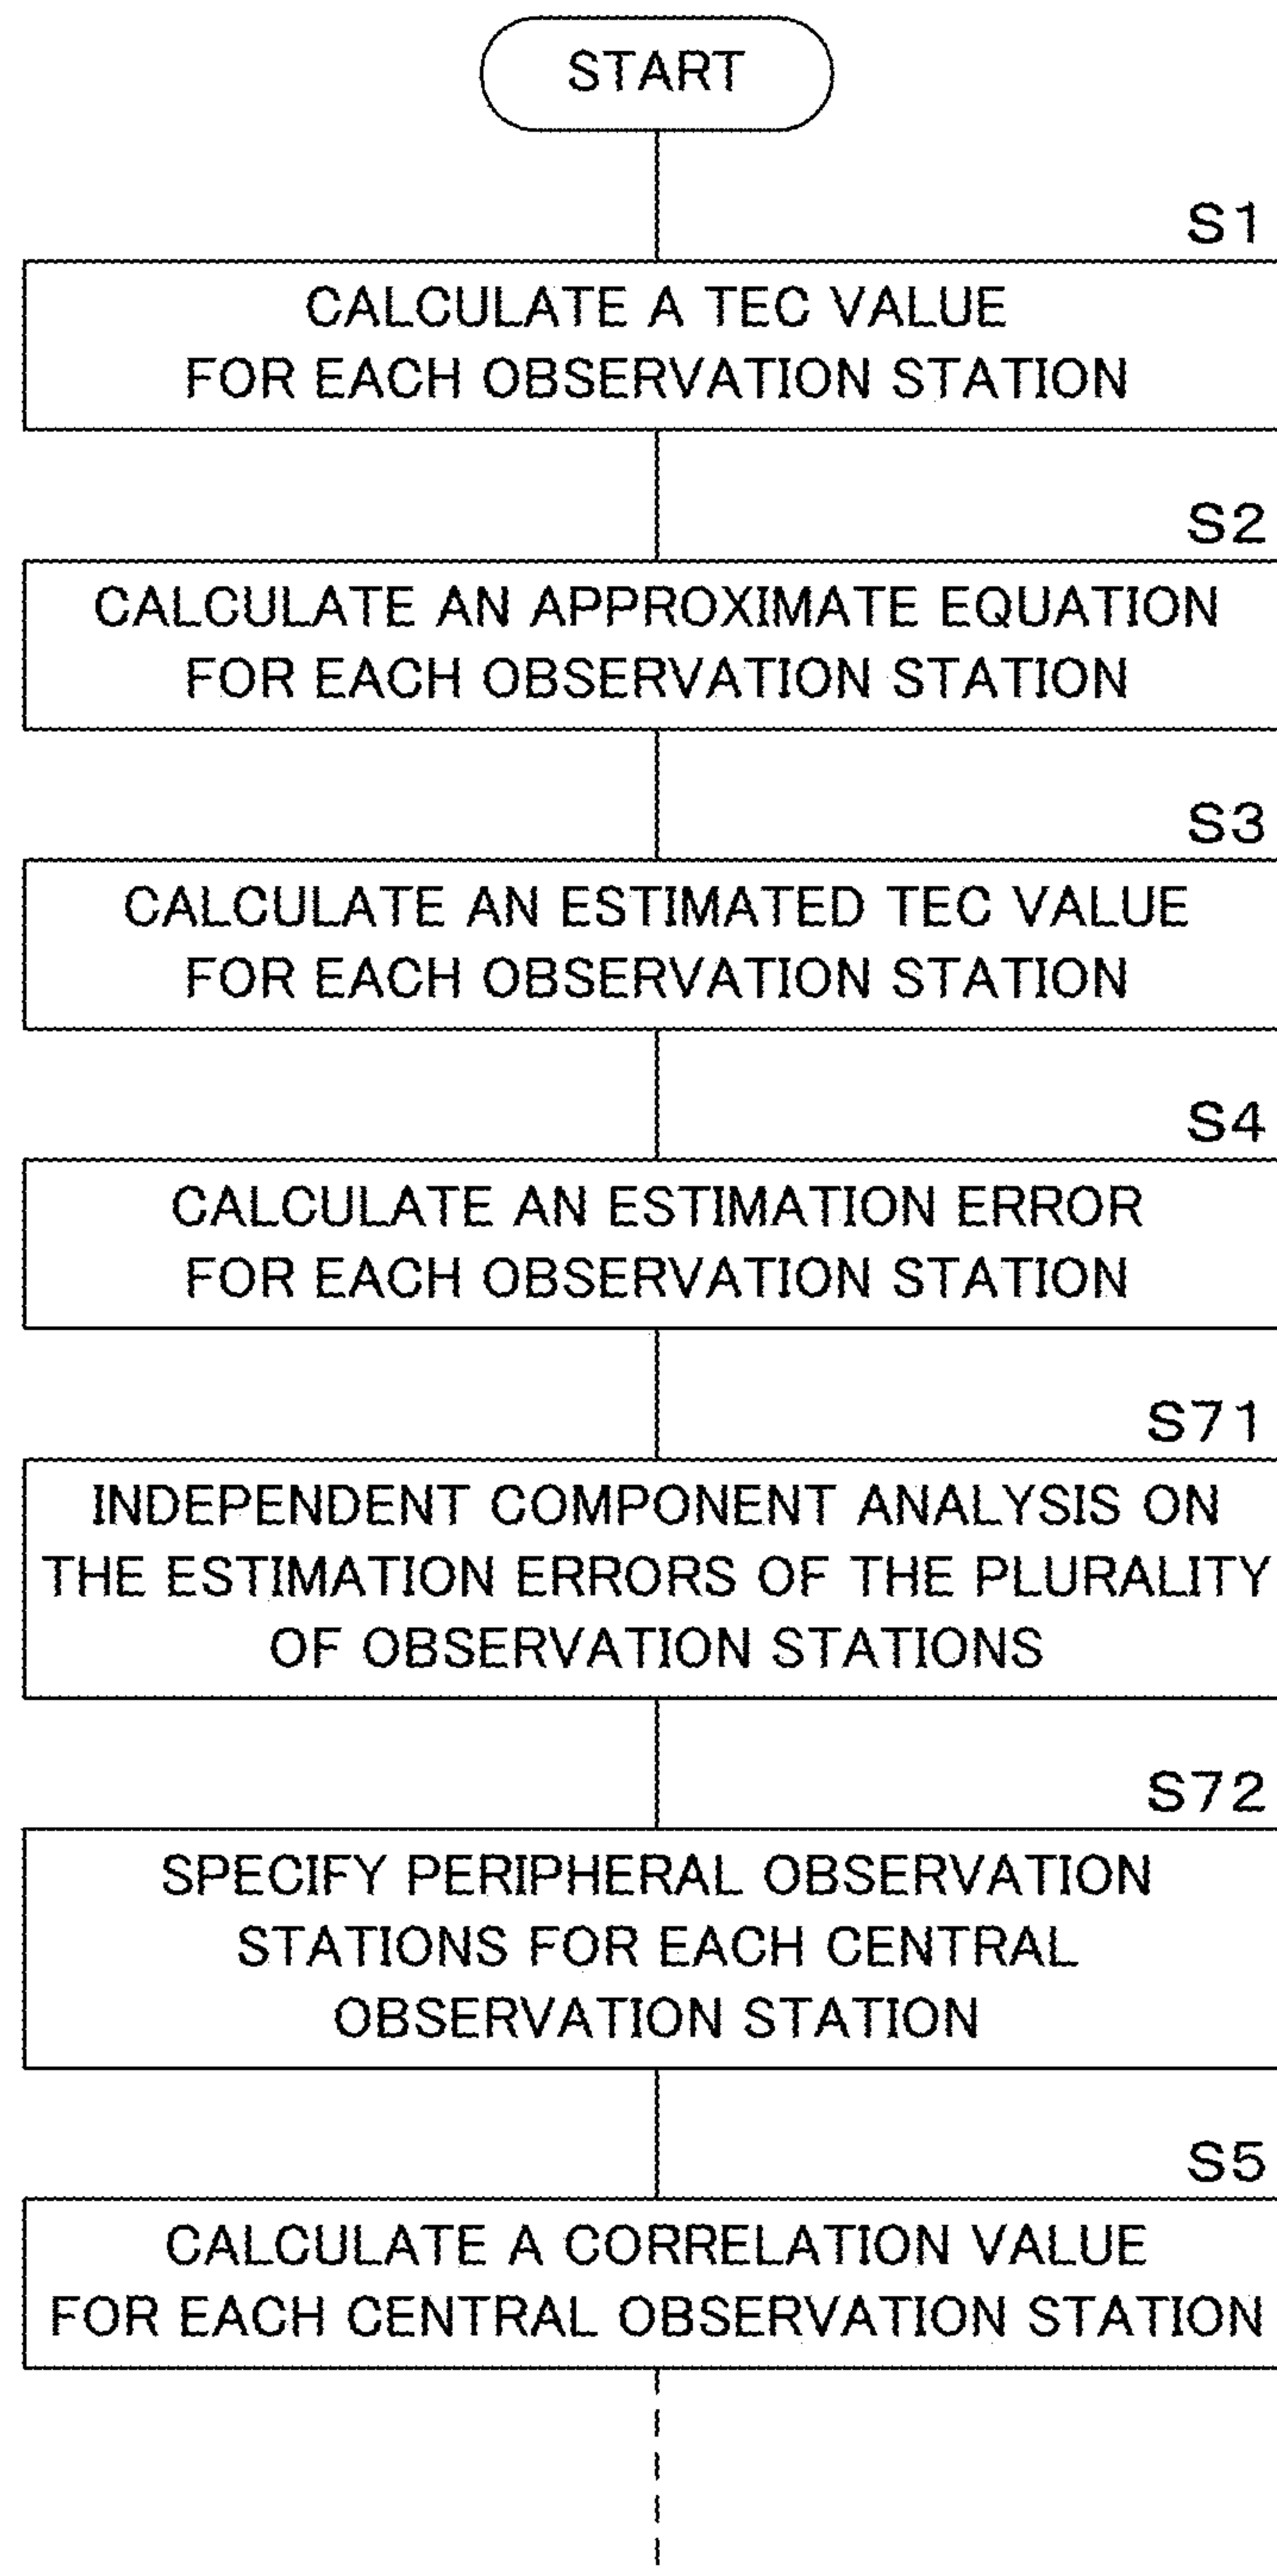 START
S1
CALCULATE A TEC VALUE
FOR EACH OBSERVATION STATION
S2
CALCULATE AN APPROXIMATE EQUATION
FOR EACH OBSERVATION STATION
S3
CALCULATE AN ESTIMATED TEC VALUE
FOR EACH OBSERVATION STATION
S4
CALCULATE AN ESTIMATION ERROR
FOR EACH OBSERVATION STATION
S71
INDEPENDENT COMPONENT ANALYSIS ON
THE ESTIMATION ERRORS OF THE PLURALITY
OF OBSERVATION STATIONS
S72
SPECIFY PERIPHERAL OBSERVATION
STATIONS FOR EACH CENTRAL
OBSERVATION STATION
S5
CALCULATE A CORRELATION VALUE
FOR EACH CENTRAL OBSERVATION STATION